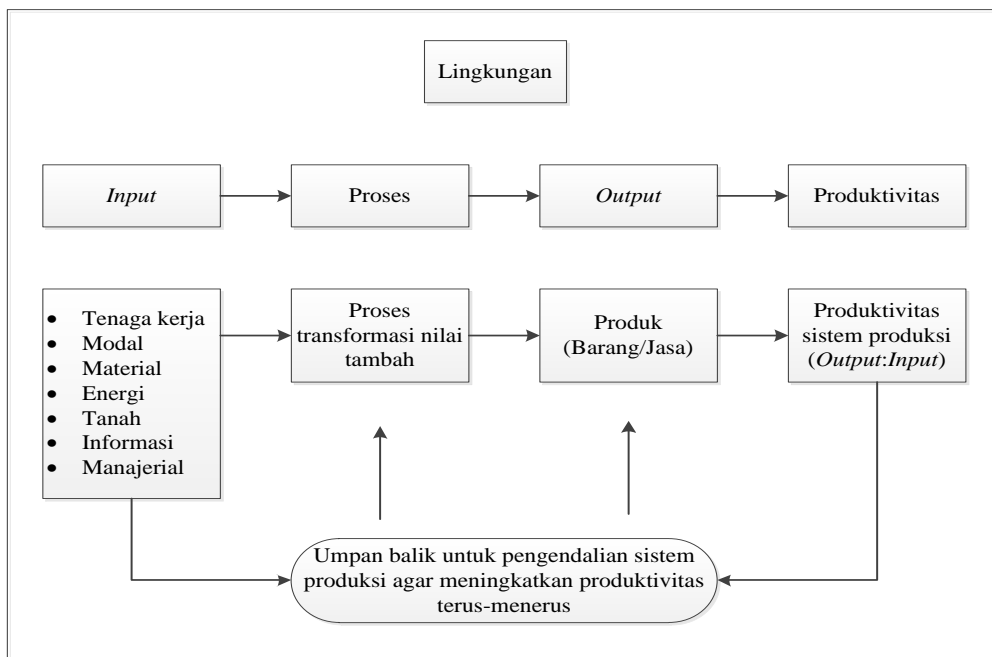 Lingkungan
Input
Proses
Output
Produktivitas
• Tenaga kerja
• Modal
• Material
• Energi
• Tanah
• Informasi
• Manajerial
Proses
transformasi nilai
tambah
Produk
(Barang/Jasa)
Produktivitas
sistem produksi
(Output:Input)
Umpan balik untuk pengendalian sistem
produksi agar meningkatkan produktivitas
terus-menerus